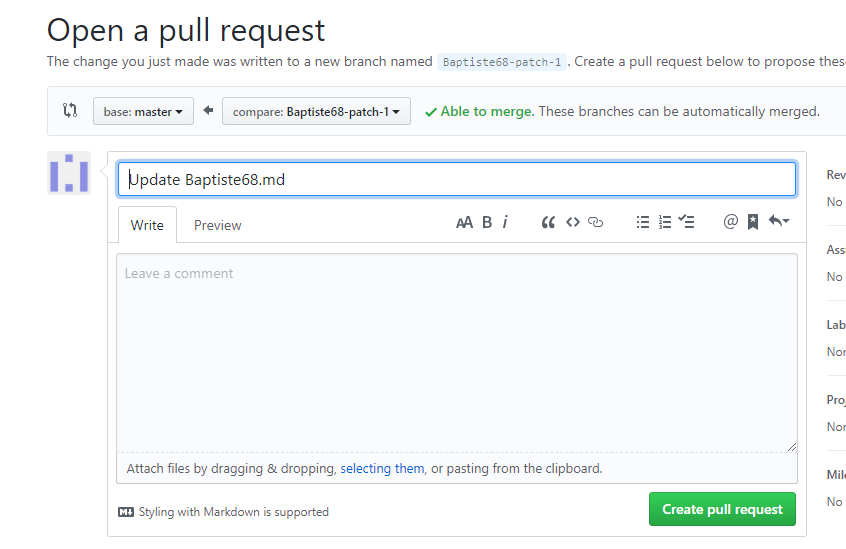 Open a pull request
The change you just made was written to a new branch named Baptiste68-patch-1 . Create a pull request below to propose these
base: master compare: Baptiste68-patch-1 Able to merge. These branches can be automatically merged.
Update Baptiste68.md
Write Preview AA B i @
Leave a comment
Attach files by dragging & dropping, selecting them, or pasting from the clipboard.
Styling with Markdown is supported
Create pull request
Rev
No
Ass
No
Lab
Nor
Proj
Nor
Mile
No